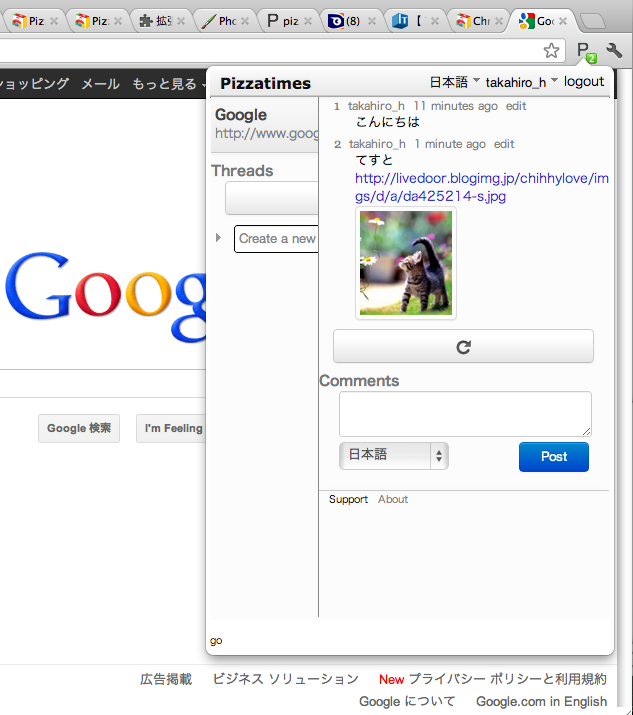 Piz
Piz
拡
Pho
piz
(8)
【
Chr
Goo
2
ショッピング メール もっと見る
Pizzatimes
日本語 takahiro_h logout
Google
http://www.goog
Threads
Create a new
1 takahiro_h 11 minutes ago edit
こんにちは
2 takahiro_h 1 minute ago edit
てすと
http://livedoor.blogimg.jp/chihhylove/im
gs/d/a/da425214-s.jpg
Comments
日本語
Post
Support About
go
Goog
Google 検索
I'm Feeling
広告掲載 ビジネス ソリューション New プライバシー ポリシーと利用規約
Google について Google.com in English